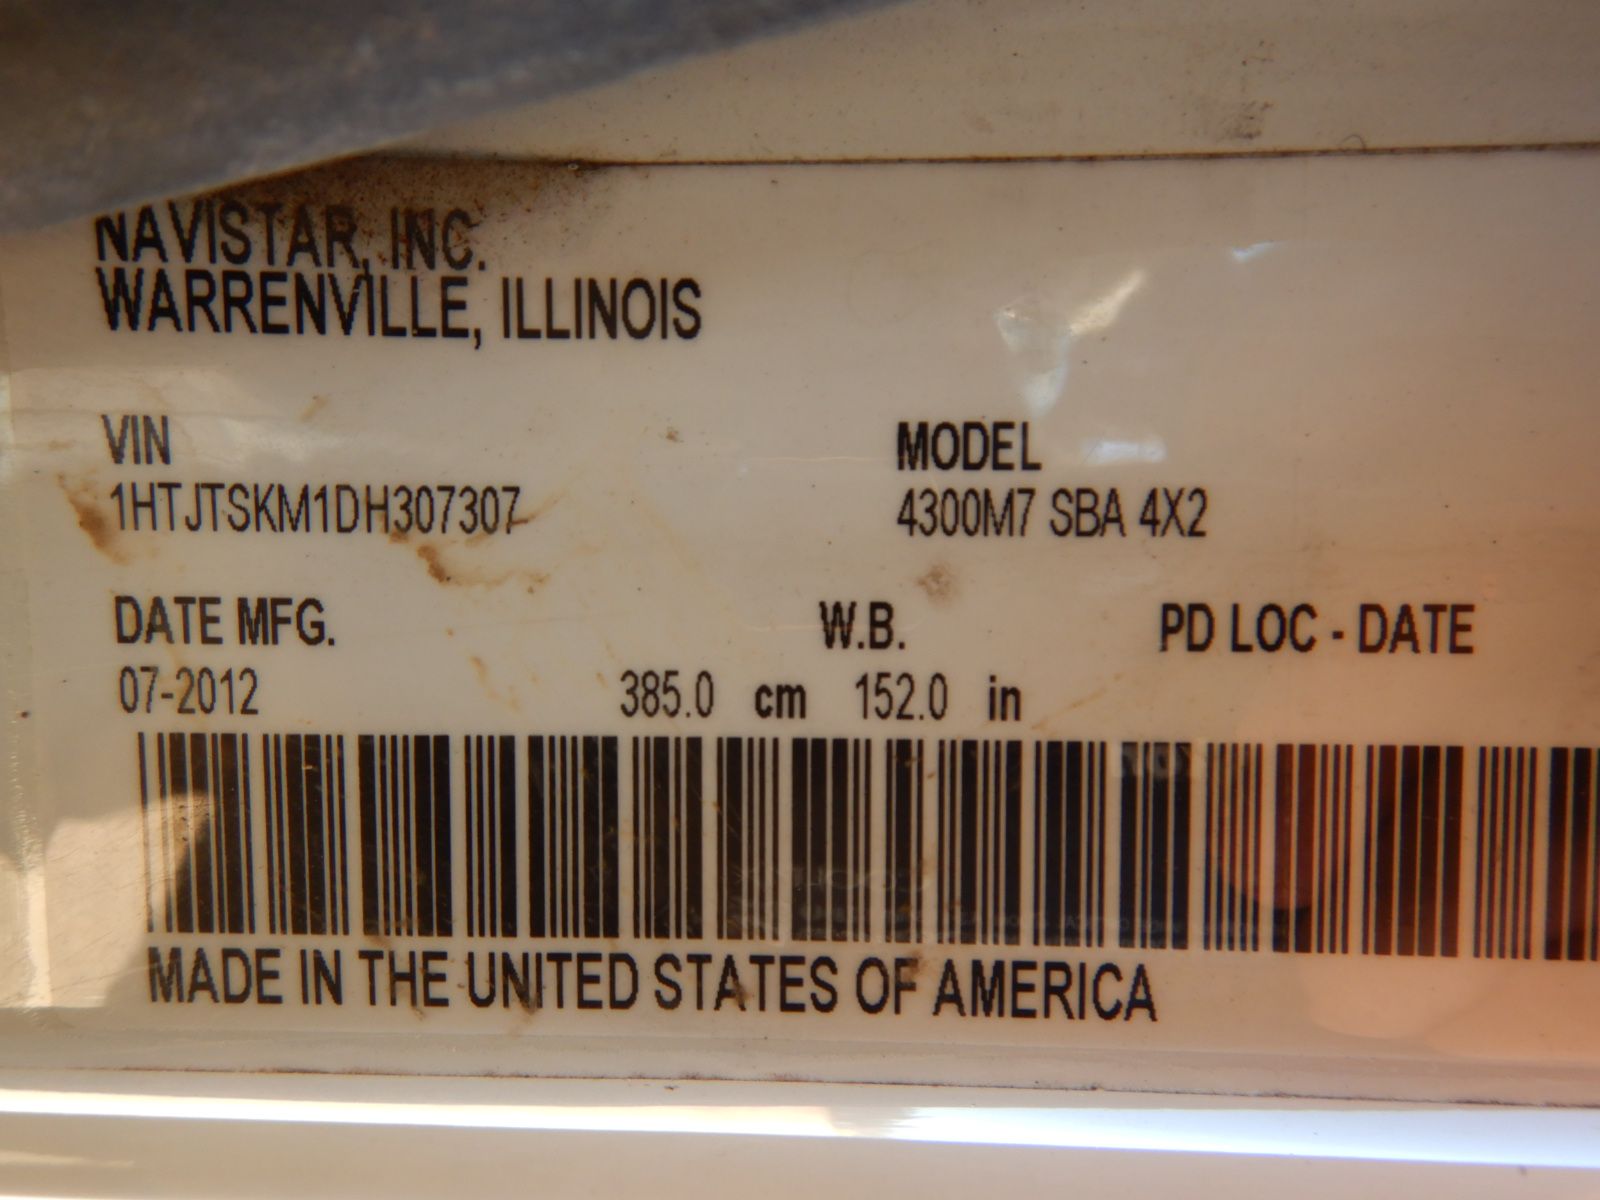 NAVISTAR, INC.
WARRENVILLE, ILLINOIS
VIN MODEL
1HTJTSKM1DH307307 4300M7 SBA 4X2
DATE MFG. W.B. PD LOC - DATE
07-2012 385.0 cm 152.0 in
MADE IN THE UNITED STATES OF AMERICA